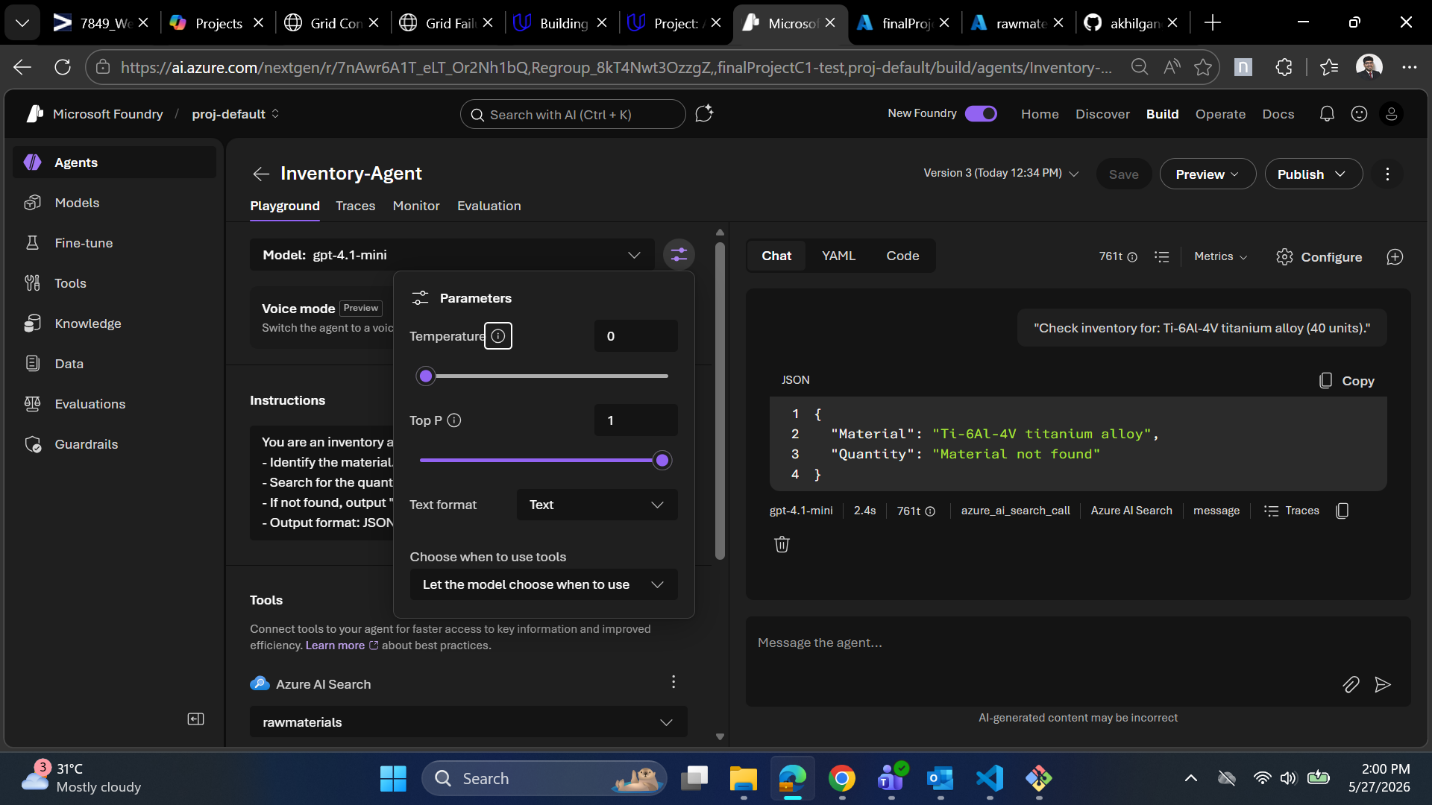 7849_We
Projects
Grid Con
Grid Fail
Building
Project: A
Microsof
finalProj
rawmate
akhilgan
https://ai.azure.com/nextgen/r/7nAwr6A1T_eLT_Or2Nh1bQ,Regroup_8kT4Nwt3OzzgZ,,finalProjectC1-test,proj-default/build/agents/Inventory-...
Microsoft Foundry / proj-default
Search with AI (Ctrl + K)
New Foundry
Home
Discover
Build
Operate
Docs
Agents
Models
Fine-tune
Tools
Knowledge
Data
Evaluations
Guardrails
Inventory-Agent
Version 3 (Today 12:34 PM)
Save
Preview
Publish
Playground
Traces
Monitor
Evaluation
Model: gpt-4.1-mini
Voice mode Preview
Switch the agent to a voic
Instructions
You are an inventory a
- Identify the material.
- Search for the quant
- If not found, output "
- Output format: JSON
Parameters
Temperature
0
Top P
1
Text format
Text
Choose when to use tools
Let the model choose when to use
Tools
Connect tools to your agent for faster access to key information and improved
efficiency. Learn more about best practices.
Azure AI Search
rawmaterials
Chat
YAML
Code
761t
Metrics
Configure
"Check inventory for: Ti-6Al-4V titanium alloy (40 units)."
JSON
Copy
1 {
2 "Material": "Ti-6Al-4V titanium alloy",
3 "Quantity": "Material not found"
4 }
gpt-4.1-mini
2.4s
761t
azure_ai_search_call
Azure AI Search
message
Traces
Message the agent...
AI-generated content may be incorrect
3
31°C
Mostly cloudy
Search
2:00 PM
5/27/2026